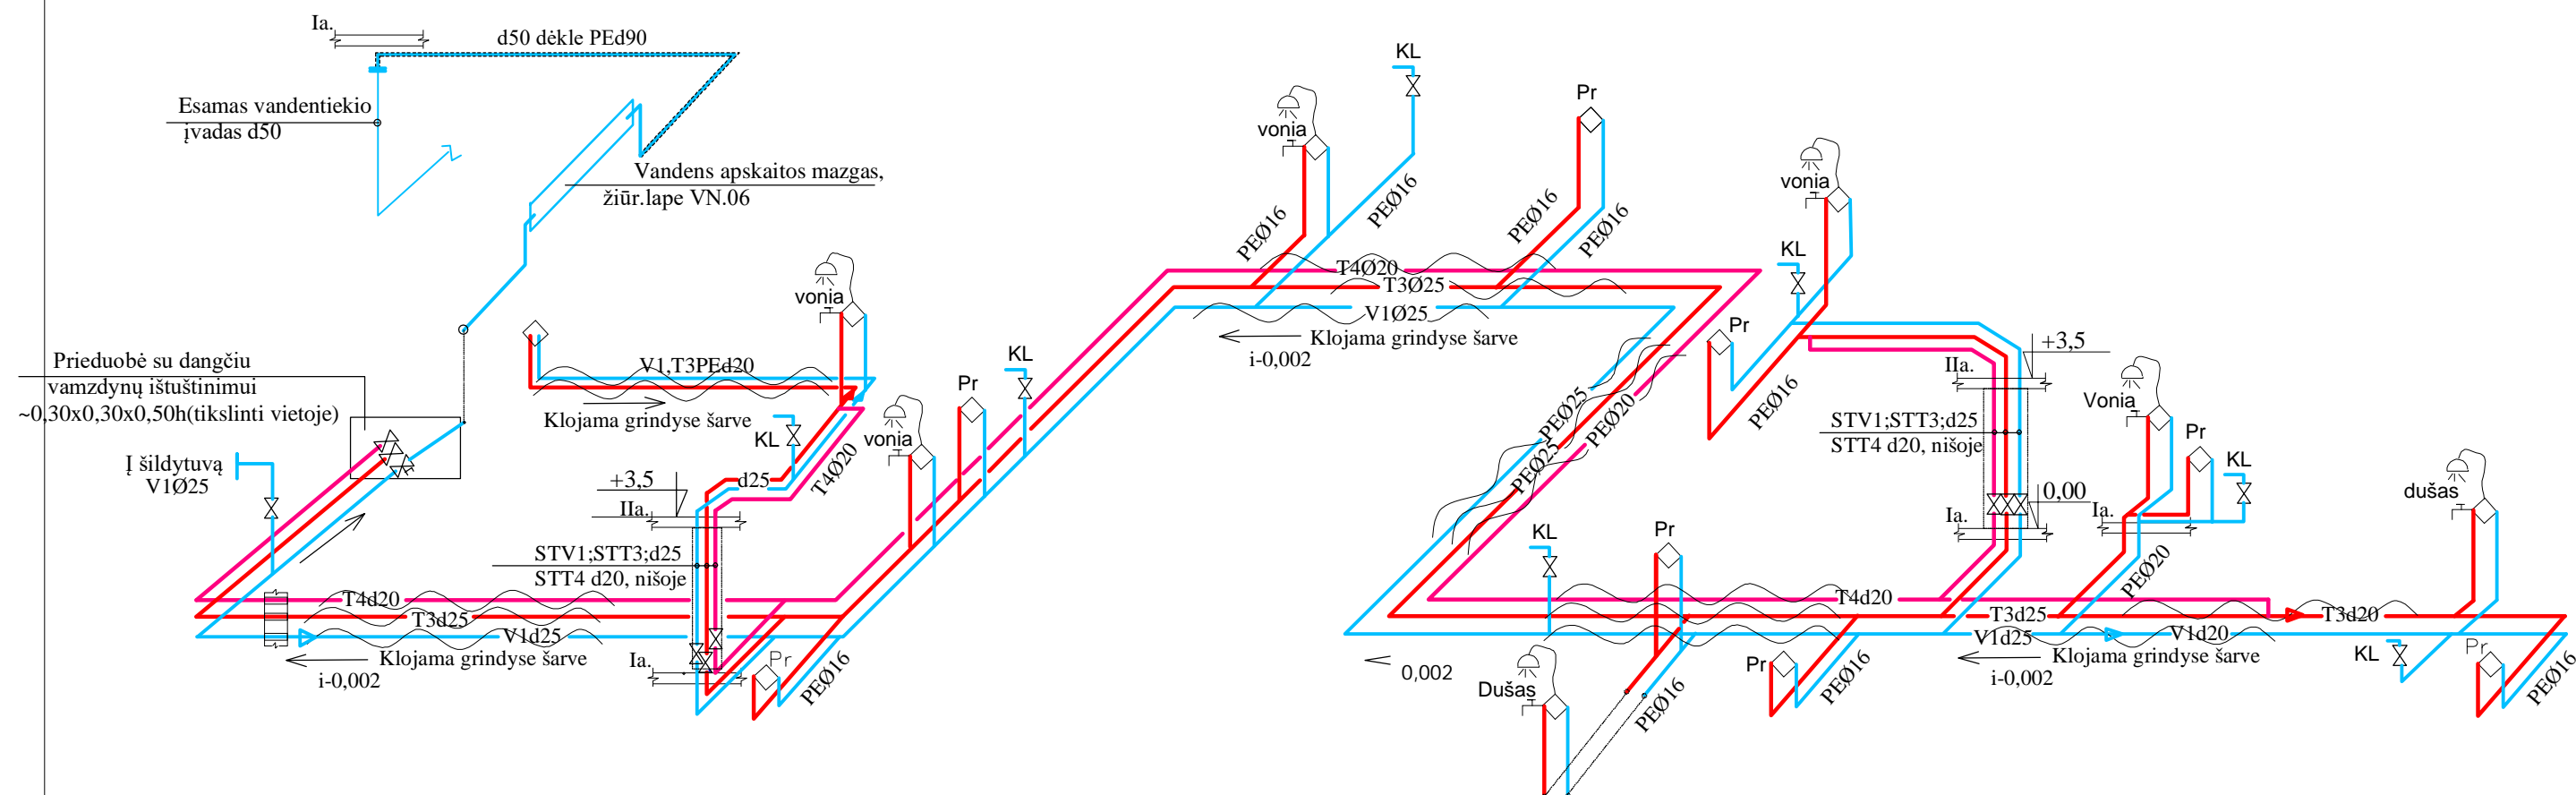 Ia.
d50 dėkle PEd90
Esamas vandentiekio
įvadas d50
Vandens apskaitos mazgas,
žiūr.lape VN.06
Prieduobė su dangčiu
vamzdynų ištuštinimui
~0,30x0,30x0,50h(tikslinti vietoje)
Į šildytuvą
V1Ø25
V1,T3PEd20
Klojama grindyse šarve
vonia
KL
d25
T4Ø20
+3,5
IIa.
STV1;STT3;d25
STT4 d20, nišoje
T4d20
T3d25
V1d25
Klojama grindyse šarve
i-0,002
Ia.
Pr
PEØ16
vonia
Pr
KL
vonia
KL
Pr
PEØ16
PEØ16
PEØ16
PEØ16
T4Ø20
T3Ø25
V1Ø25
Klojama grindyse šarve
i-0,002
PEØ25
PEØ25
PEØ20
vonia
KL
Pr
PEØ16
+3,5
IIa.
STV1;STT3;d25
STT4 d20, nišoje
0,00
Ia.
Vonia
Pr
KL
Ia.
PEØ20
dušas
KL
Pr
T4d20
T3d25
T3d20
V1d25
V1d20
Klojama grindyse šarve
i-0,002
0,002
Dušas
PEØ16
Pr
PEØ16
KL
Pr
PEØ16